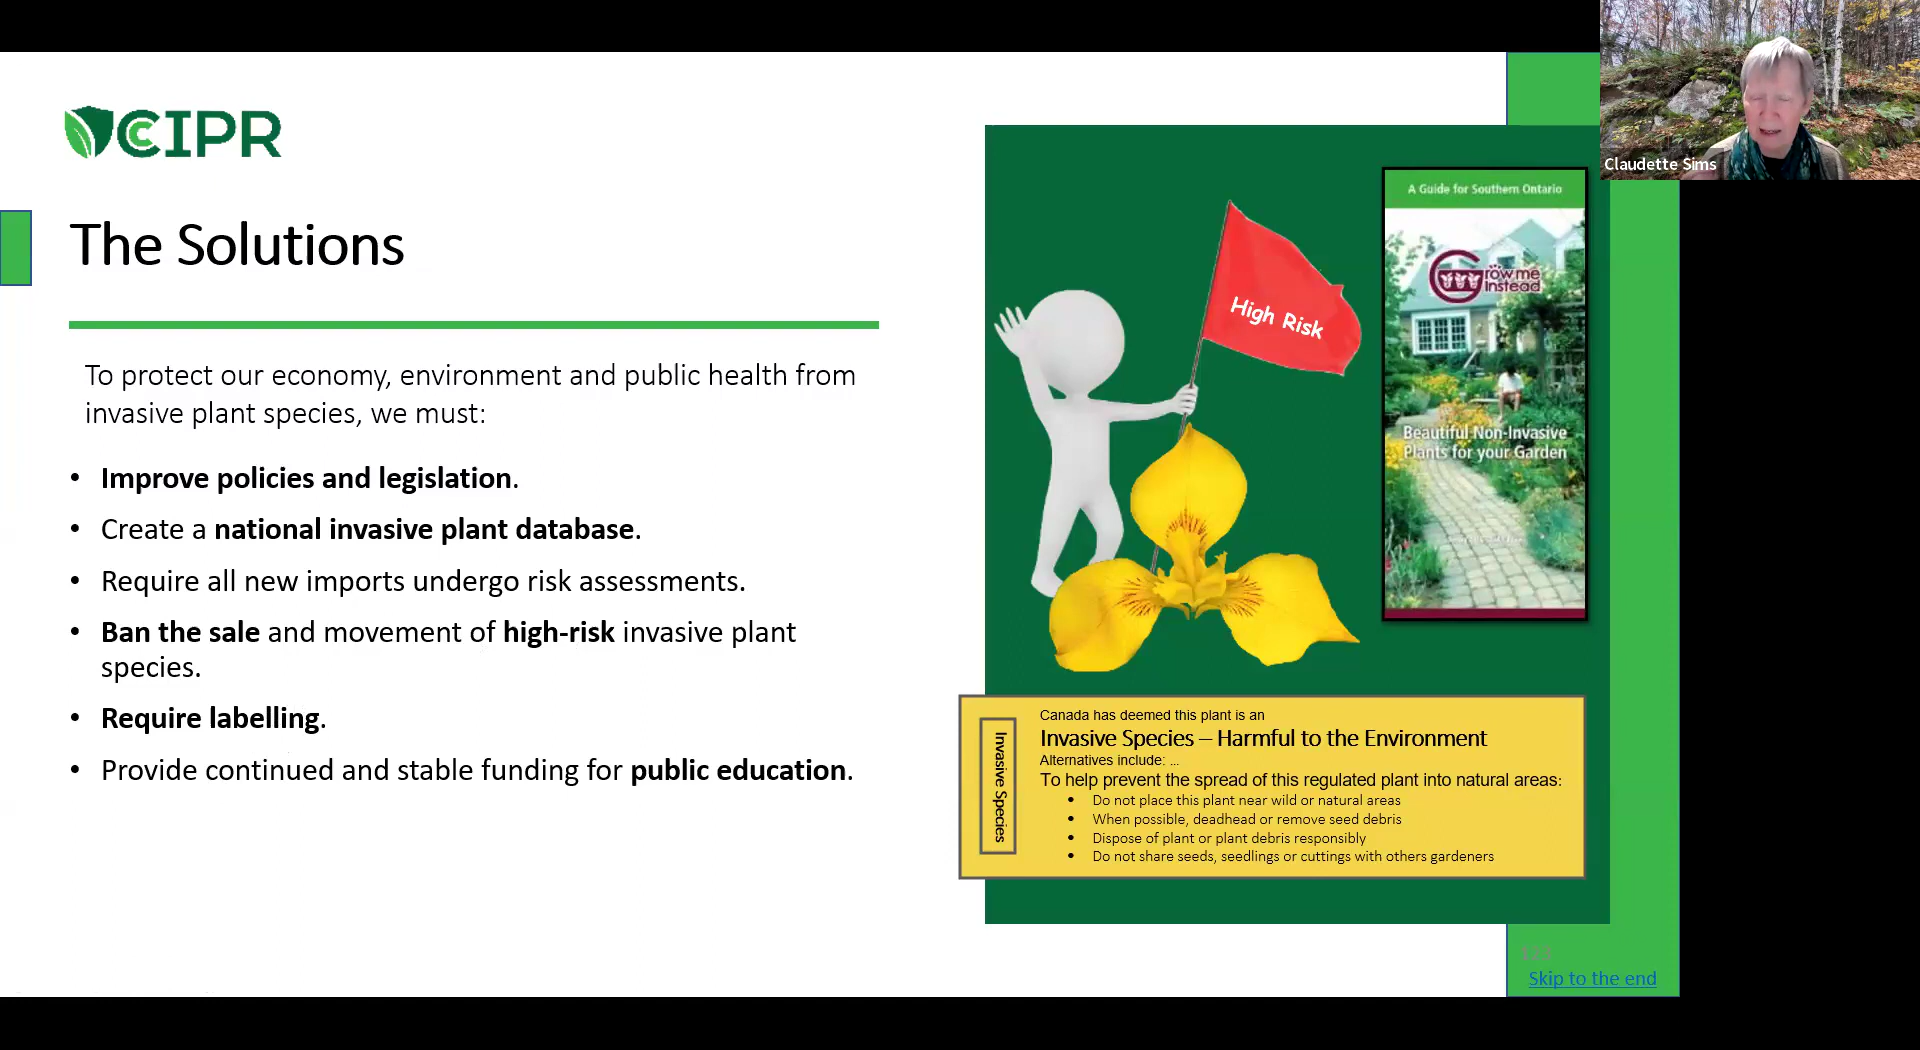 CCIPR
The Solutions
To protect our economy, environment and public health from
invasive plant species, we must:
• Improve policies and legislation.
• Create a national invasive plant database.
• Require all new imports undergo risk assessments.
• Ban the sale and movement of high-risk invasive plant
species.
• Require labelling.
• Provide continued and stable funding for public education.
High Risk
A Guide for Southern Ontario
Grow me
instead
Beautiful Non-Invasive
Plants for your Garden
Invasive Species
Canada has deemed this plant is an
Invasive Species – Harmful to the Environment
Alternatives include: ...
To help prevent the spread of this regulated plant into natural areas:
• Do not place this plant near wild or natural areas
• When possible, deadhead or remove seed debris
• Dispose of plant or plant debris responsibly
• Do not share seeds, seedlings or cuttings with others gardeners
Skip to the end
Claudette Sims